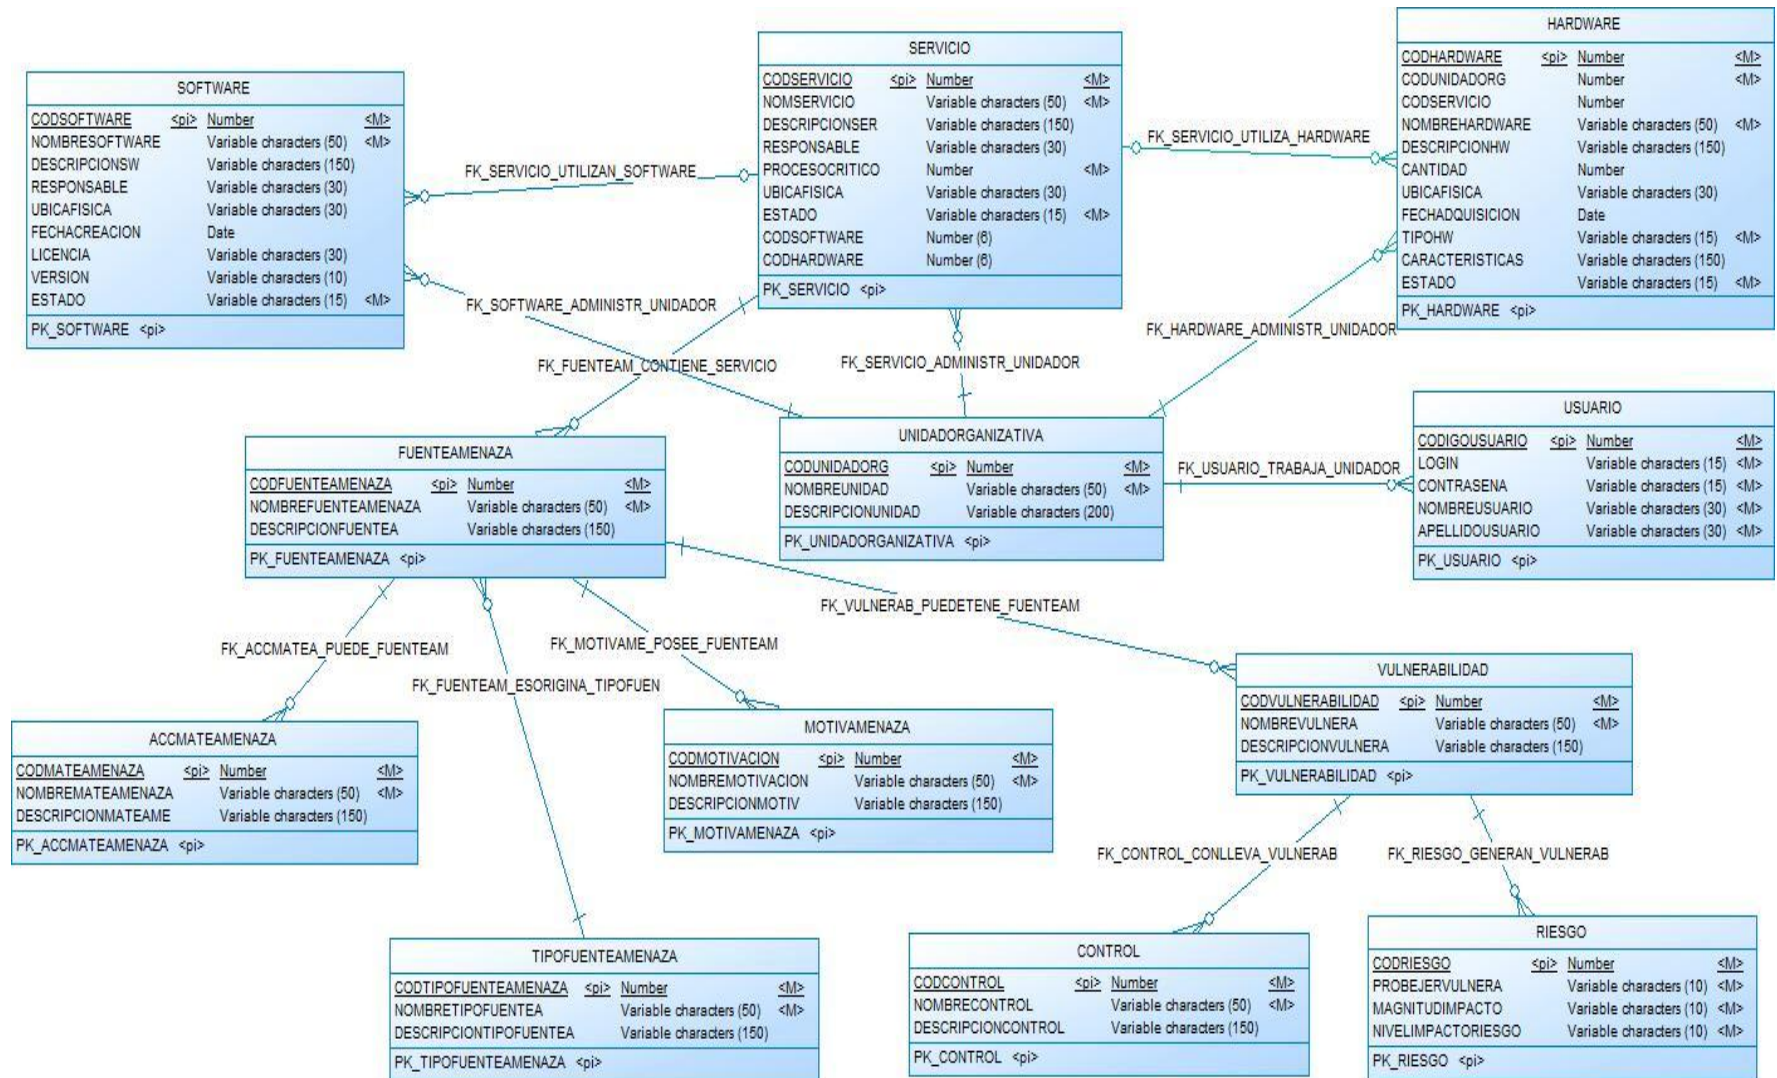 SOFTWARE
CODSOFTWARE <pi> Number <M>
NOMBRESOFTWARE Variable characters (50) <M>
DESCRIPCIONSW Variable characters (150)
RESPONSABLE Variable characters (30)
UBICAFISICA Variable characters (30)
FECHACREACION Date
LICENCIA Variable characters (30)
VERSION Variable characters (10)
ESTADO Variable characters (15) <M>
PK_SOFTWARE <pi>
SERVICIO
CODSERVICIO <pi> Number <M>
NOMSERVICIO Variable characters (50) <M>
DESCRIPCIONSER Variable characters (150)
RESPONSABLE Variable characters (30)
PROCESOCRITICO Number <M>
UBICAFISICA Variable characters (30)
ESTADO Variable characters (15) <M>
CODSOFTWARE Number (6)
CODHARDWARE Number (6)
PK_SERVICIO <pi>
HARDWARE
CODHARDWARE <pi> Number <M>
CODUNIDADORG Number <M>
CODSERVICIO Number
NOMBREHARDWARE Variable characters (50) <M>
DESCRIPCIONHW Variable characters (150)
CANTIDAD Number
UBICAFISICA Variable characters (30)
FECHADQUISICION Date
TIPOHW Variable characters (15) <M>
CARACTERISTICAS Variable characters (150)
ESTADO Variable characters (15) <M>
PK_HARDWARE <pi>
FK_SERVICIO_UTILIZAN_SOFTWARE
FK_SERVICIO_UTILIZA_HARDWARE
FK_SOFTWARE_ADMINISTR_UNIDADOR
FK_HARDWARE_ADMINISTR_UNIDADOR
FK_FUENTEAM_CONTIENE_SERVICIO
FK_SERVICIO_ADMINISTR_UNIDADOR
FUENTEAMENAZA
CODFUENTEAMENAZA <pi> Number <M>
NOMBREFUENTEAMENAZA Variable characters (50) <M>
DESCRIPCIONFUENTEA Variable characters (150)
PK_FUENTEAMENAZA <pi>
UNIDADORGANIZATIVA
CODUNIDADORG <pi> Number <M>
NOMBREUNIDAD Variable characters (50) <M>
DESCRIPCIONUNIDAD Variable characters (200)
PK_UNIDADORGANIZATIVA <pi>
FK_USUARIO_TRABAJA_UNIDADOR
USUARIO
CODIGOUSUARIO <pi> Number <M>
LOGIN Variable characters (15) <M>
CONTRASENA Variable characters (15) <M>
NOMBREUSUARIO Variable characters (30) <M>
APELLIDOUSUARIO Variable characters (30) <M>
PK_USUARIO <pi>
FK_VULNERAB_PUEDETENE_FUENTEAM
FK_ACCMATEA_PUEDE_FUENTEAM
FK_MOTIVAME_POSEE_FUENTEAM
FK_FUENTEAM_ESORIGINA_TIPOFUEN
ACCMATEAMENAZA
CODMATEAMENAZA <pi> Number <M>
NOMBREMATEAMENAZA Variable characters (50) <M>
DESCRIPCIONMATEAME Variable characters (150)
PK_ACCMATEAMENAZA <pi>
MOTIVAMENAZA
CODMOTIVACION <pi> Number <M>
NOMBREMOTIVACION Variable characters (50) <M>
DESCRIPCIONMOTIV Variable characters (150)
PK_MOTIVAMENAZA <pi>
VULNERABILIDAD
CODVULNERABILIDAD <pi> Number <M>
NOMBREVULNERA Variable characters (50) <M>
DESCRIPCIONVULNERA Variable characters (150)
PK_VULNERABILIDAD <pi>
FK_CONTROL_CONLLEVA_VULNERAB
FK_RIESGO_GENERAN_VULNERAB
TIPOFUENTEAMENAZA
CODTIPOFUENTEAMENAZA <pi> Number <M>
NOMBRETIPOFUENTEA Variable characters (50) <M>
DESCRIPCIONTIPOFUENTEA Variable characters (150)
PK_TIPOFUENTEAMENAZA <pi>
CONTROL
CODCONTROL <pi> Number <M>
NOMBRECONTROL Variable characters (50) <M>
DESCRIPCIONCONTROL Variable characters (150)
PK_CONTROL <pi>
RIESGO
CODRIESGO <pi> Number <M>
PROBEJERVULNERA Variable characters (10) <M>
MAGNITUDIMPACTO Variable characters (10) <M>
NIVELIMPACTORIESGO Variable characters (10) <M>
PK_RIESGO <pi>